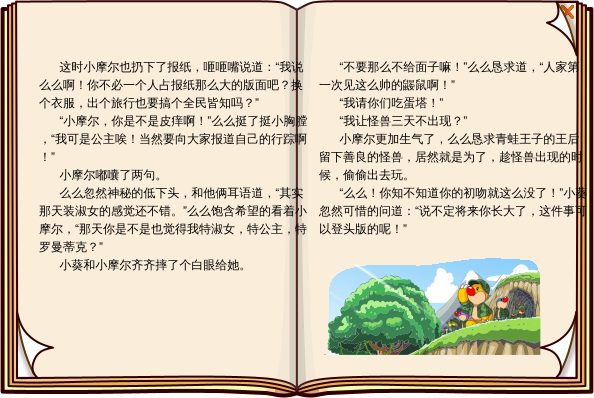 这时小摩尔也扔下了报纸，咂咂嘴说道：“我说
么么啊！你不必一个人占报纸那么大的版面吧？换
个衣服，出个旅行也要搞个全民皆知吗？”
“小摩尔，你是不是皮痒啊！”么么挺了挺小胸膛
，“我可是公主唉！当然要向大家报道自己的行踪啊
！”
小摩尔嘟嚷了两句。
么么忽然神秘的低下头，和他俩耳语道，“其实
那天装淑女的感觉还不错。”么么饱含希望的看着小
摩尔，“那天你是不是也觉得我特淑女，特公主，特
罗曼蒂克？”
小葵和小摩尔齐齐摔了个白眼给她。
“不要那么不给面子嘛！”么么恳求道，“人家第
一次见这么帅的鼹鼠啊！”
“我请你们吃蛋塔！”
“我让怪兽三天不出现？”
小摩尔更加生气了，么么恳求青蛙王子的王后
留下善良的怪兽，居然就是为了，趁怪兽出现的时
候，偷偷出去玩。
“么么！你知不知道你的初吻就这么没了！”小葵
忽然可惜的问道：“说不定将来你长大了，这件事可
以登头版的呢！”